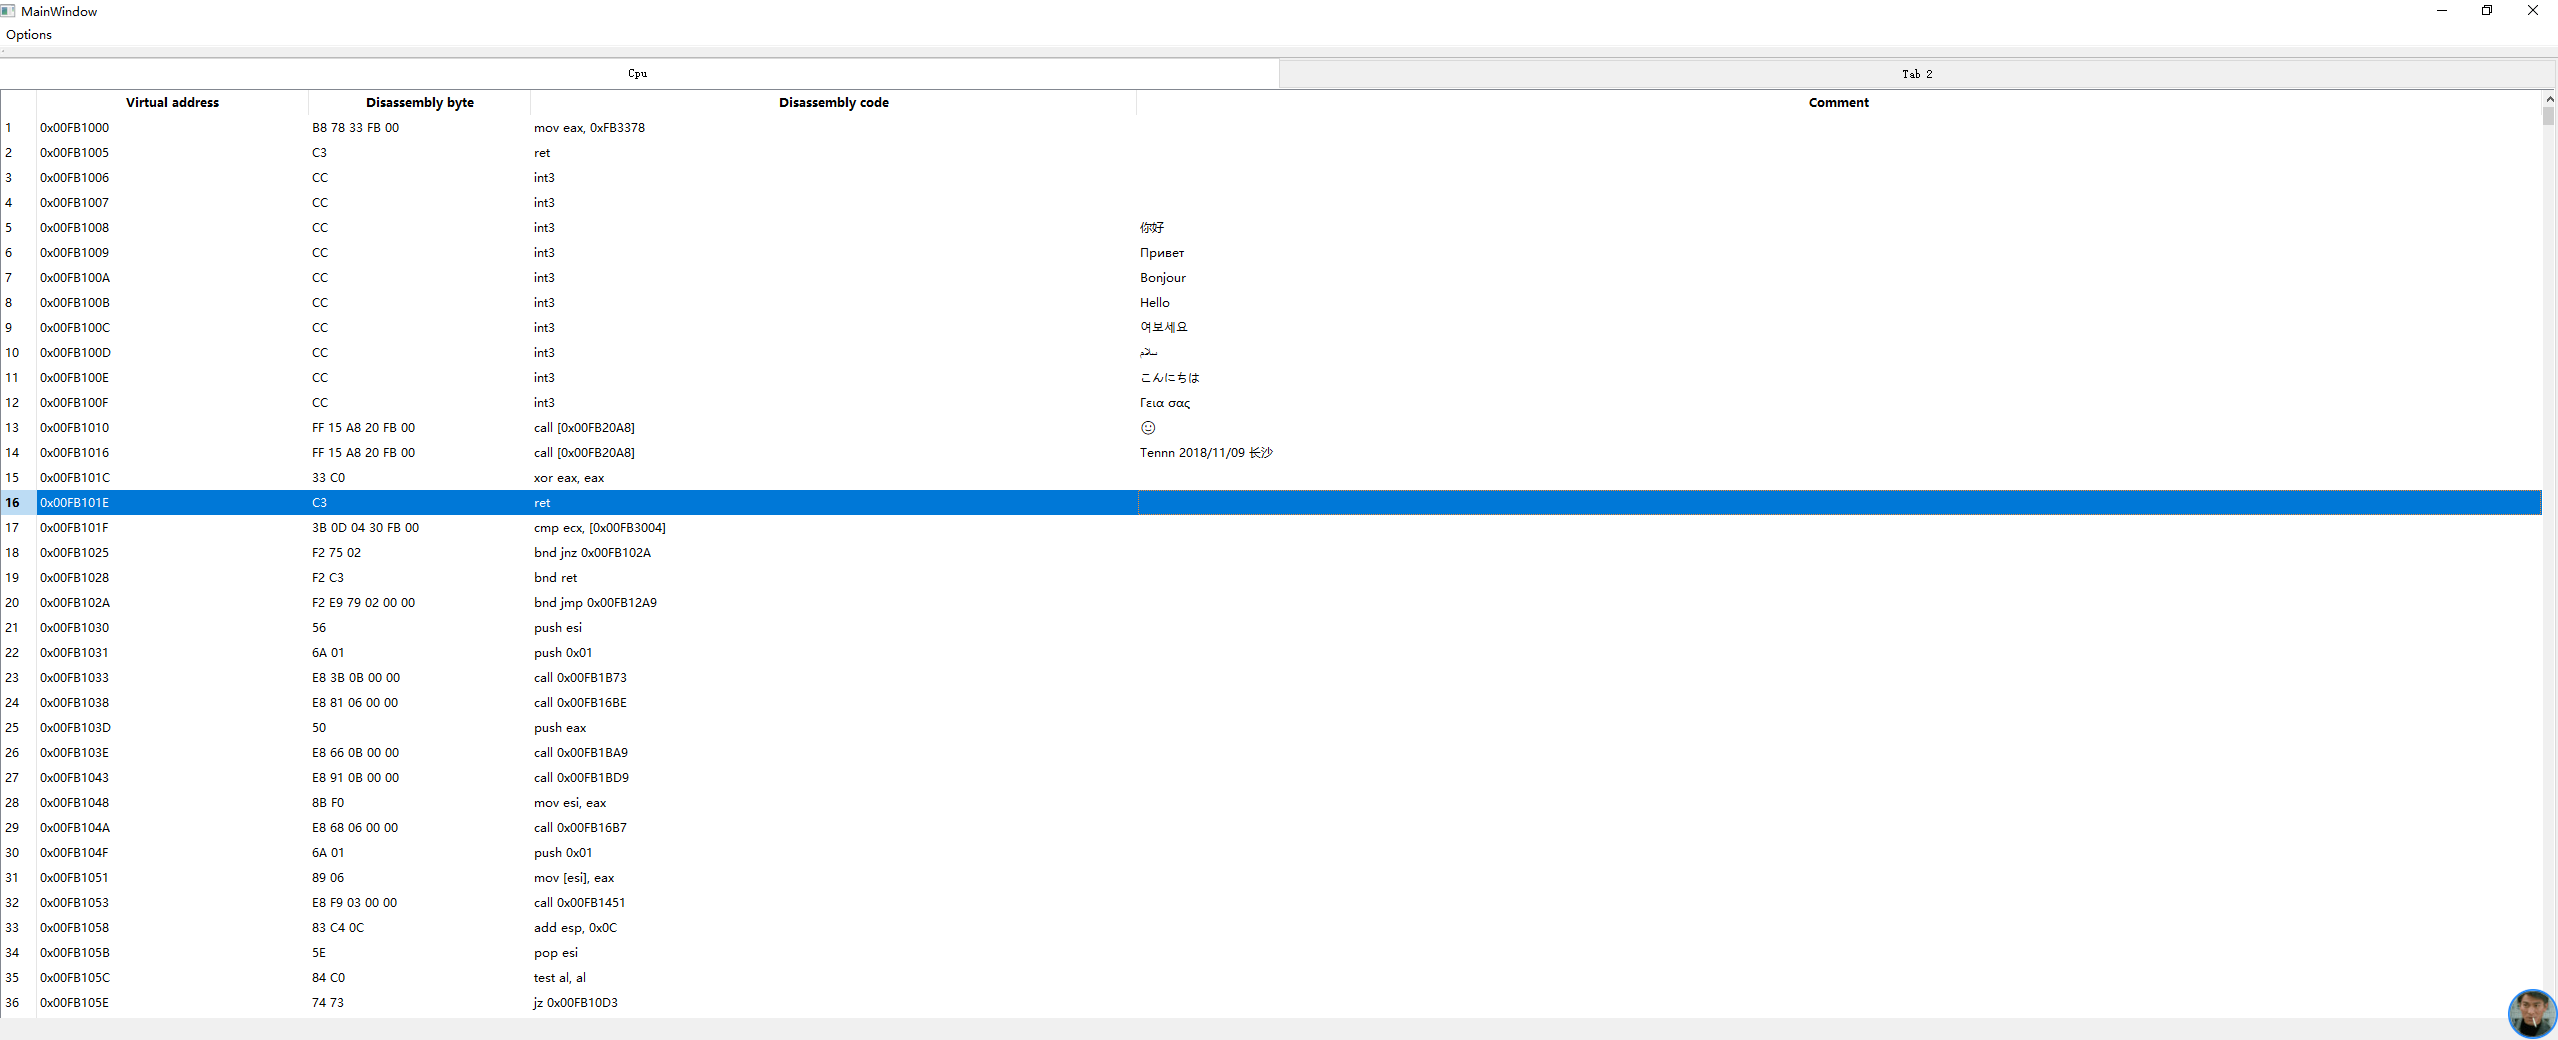 MainWindow
Options
Cpu Tab 2
Virtual address Disassembly byte Disassembly code Comment
1 0x00FB1000 B8 78 33 FB 00 mov eax, 0xFB3378
2 0x00FB1005 C3 ret
3 0x00FB1006 CC int3
4 0x00FB1007 CC int3
5 0x00FB1008 CC int3 你好
6 0x00FB1009 CC int3 Привет
7 0x00FB100A CC int3 Bonjour
8 0x00FB100B CC int3 Hello
9 0x00FB100C CC int3 여보세요
10 0x00FB100D CC int3 سلام
11 0x00FB100E CC int3 こんにちは
12 0x00FB100F CC int3 Γεια σας
13 0x00FB1010 FF 15 A8 20 FB 00 call [0x00FB20A8] ☺
14 0x00FB1016 FF 15 A8 20 FB 00 call [0x00FB20A8] Tennn 2018/11/09 长沙
15 0x00FB101C 33 C0 xor eax, eax
16 0x00FB101E C3 ret
17 0x00FB101F 3B 0D 04 30 FB 00 cmp ecx, [0x00FB3004]
18 0x00FB1025 F2 75 02 bnd jnz 0x00FB102A
19 0x00FB1028 F2 C3 bnd ret
20 0x00FB102A F2 E9 79 02 00 00 bnd jmp 0x00FB12A9
21 0x00FB1030 56 push esi
22 0x00FB1031 6A 01 push 0x01
23 0x00FB1033 E8 3B 0B 00 00 call 0x00FB1B73
24 0x00FB1038 E8 81 06 00 00 call 0x00FB16BE
25 0x00FB103D 50 push eax
26 0x00FB103E E8 66 0B 00 00 call 0x00FB1BA9
27 0x00FB1043 E8 91 0B 00 00 call 0x00FB1BD9
28 0x00FB1048 8B F0 mov esi, eax
29 0x00FB104A E8 68 06 00 00 call 0x00FB16B7
30 0x00FB104F 6A 01 push 0x01
31 0x00FB1051 89 06 mov [esi], eax
32 0x00FB1053 E8 F9 03 00 00 call 0x00FB1451
33 0x00FB1058 83 C4 0C add esp, 0x0C
34 0x00FB105B 5E pop esi
35 0x00FB105C 84 C0 test al, al
36 0x00FB105E 74 73 jz 0x00FB10D3